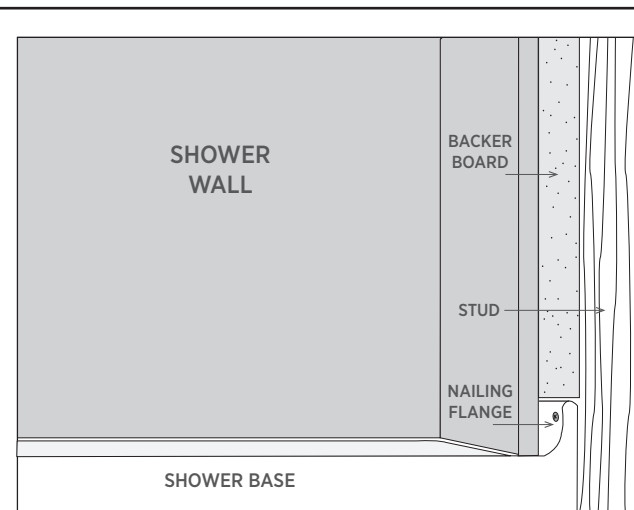 SHOWER
WALL
BACKER
BOARD
STUD
NAILING
FLANGE
SHOWER BASE